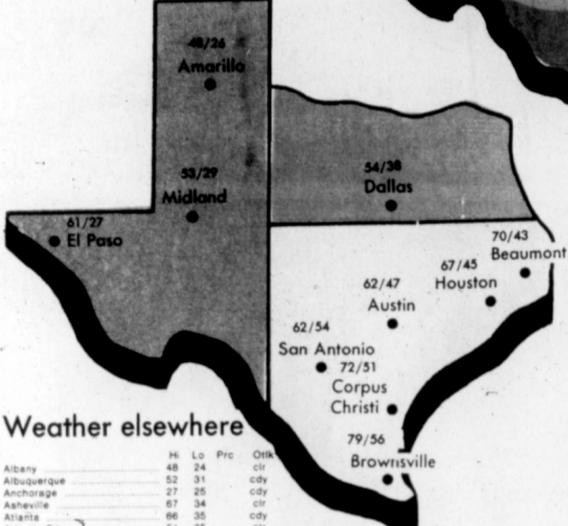 48/26
Amarillo
53/29
Midland
54/38
Dallas
61/27
El Paso
70/43
Beaumont
67/45
Houston
62/47
Austin
62/54
San Antonio
72/51
Corpus
Christi
79/56
Brownsville
Weather elsewhere
Hi Lo Prc Otlk
Albany 48 24 clr
Albuquerque 52 31 cdy
Anchorage 27 25 cdy
Asheville 67 34 clr
Atlanta 66 35 cdy